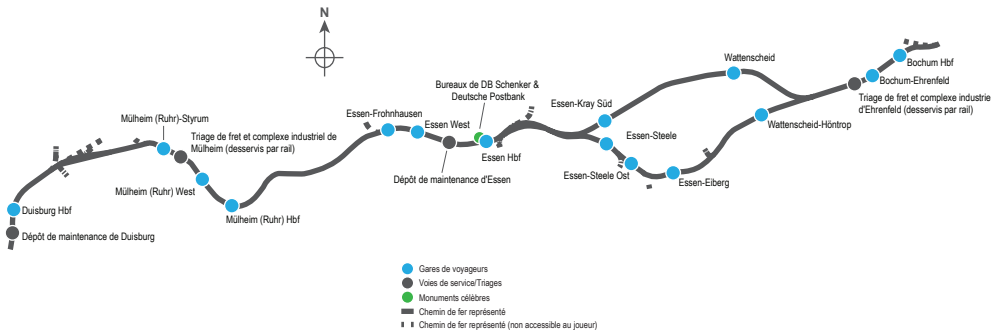 N
Wattenscheid
Bochum Hbf
Bochum-Ehrenfeld
Triage de fret et complexe industrie
d'Ehrenfeld (desservis par rail)
Bureaux de DB Schenker &
Deutsche Postbank
Essen-Kray Süd
Essen-Frohnhausen
Essen West
Mülheim (Ruhr)-Styrum
Triage de fret et complexe industriel de
Mülheim (desservis par rail)
Wattenscheid-Höntrop
Essen-Steele
Essen Hbf
Essen-Steele Ost
Essen-Eiberg
Dépôt de maintenance d'Essen
Mülheim (Ruhr) West
Mülheim (Ruhr) Hbf
Duisburg Hbf
Dépôt de maintenance de Duisburg
Gares de voyageurs
Voies de service/Triages
Monuments célèbres
Chemin de fer représenté
Chemin de fer représenté (non accessible au joueur)